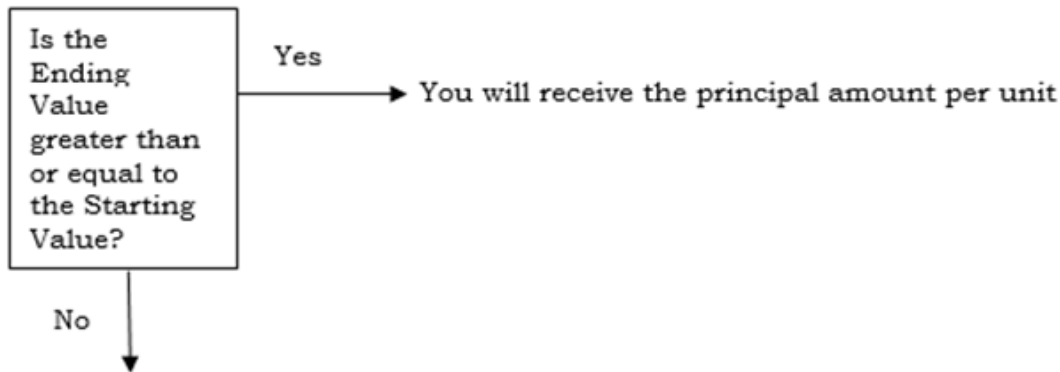 Is the
Ending
Value
greater than
or equal to
the Starting
Value?
Yes
You will receive the principal amount per unit
No